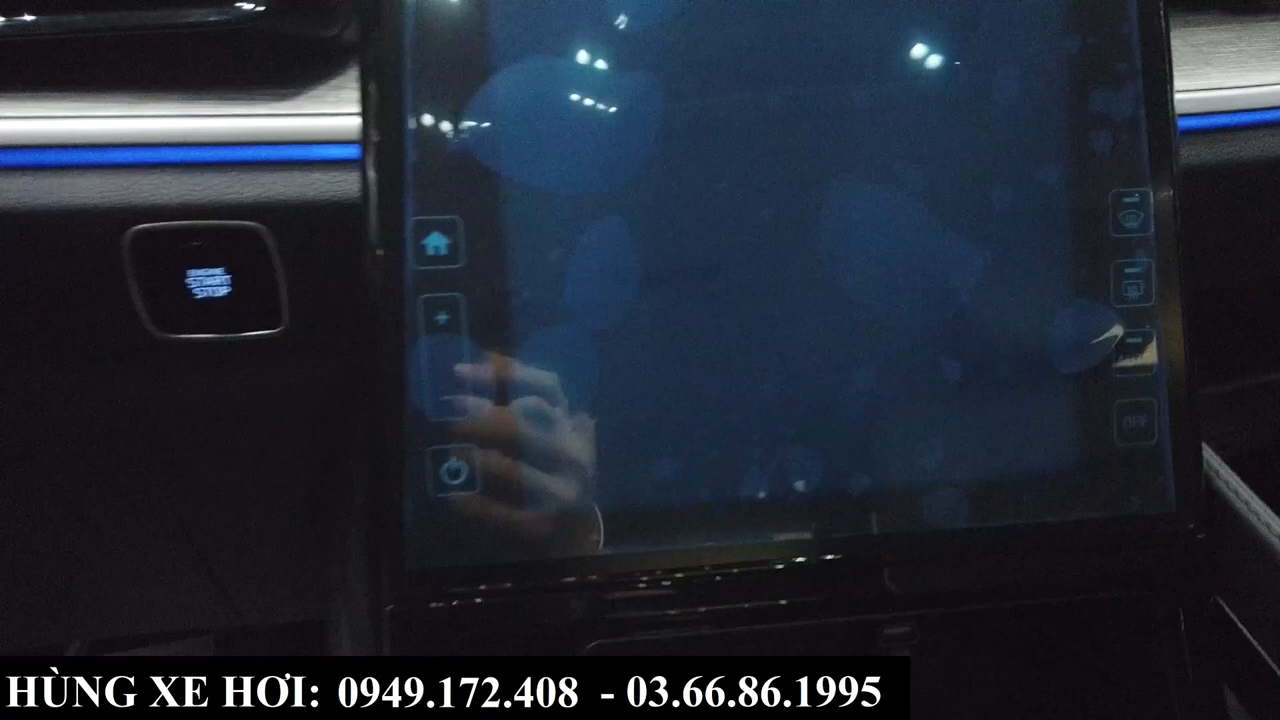 ENGINE
START
STOP
OFF
HÙNG XE HƠI: 0949.172.408 - 03.66.86.1995